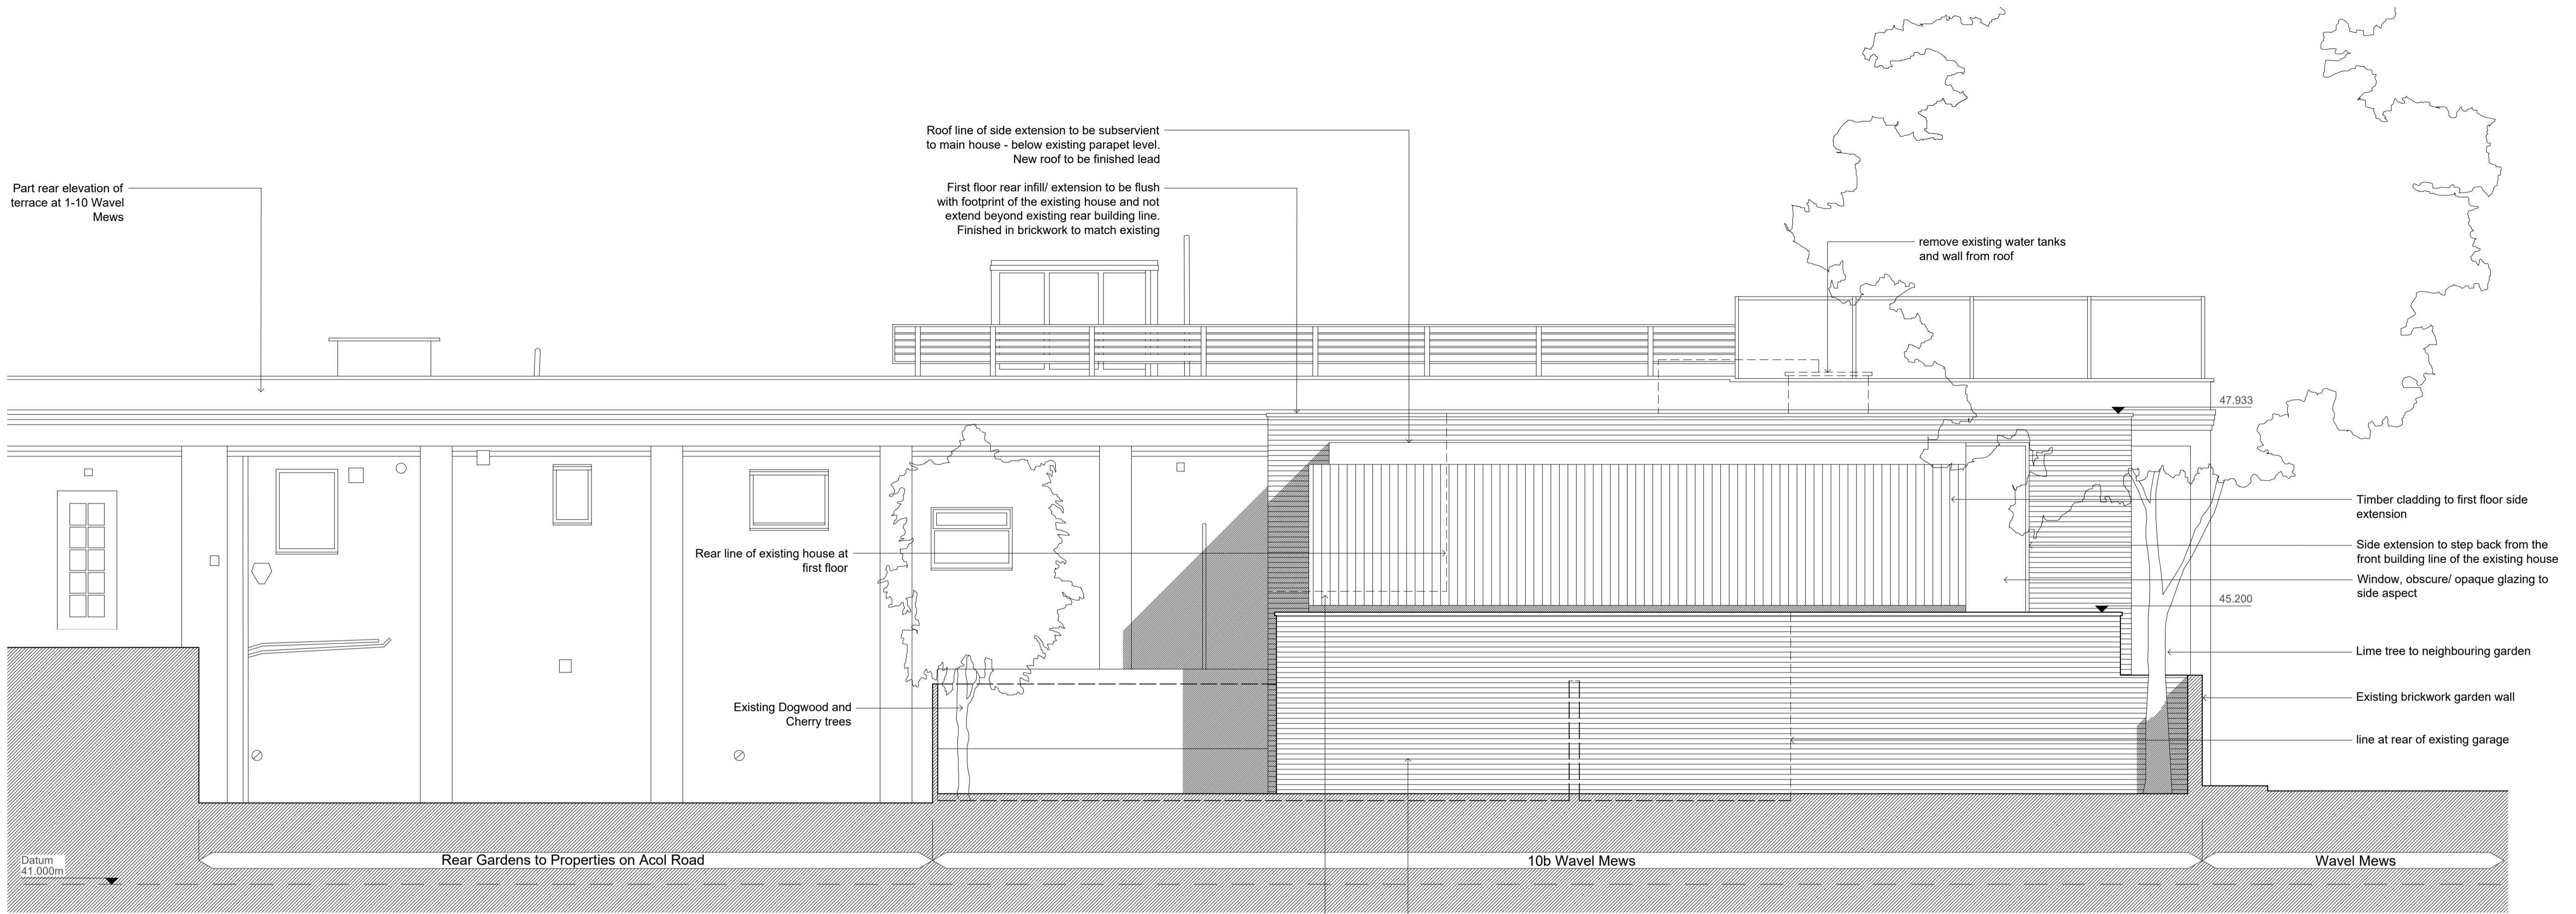 Roof line of side extension to be subservient
to main house - below existing parapet level.
New roof to be finished lead
Part rear elevation of
terrace at 1-10 Wavel
Mews
First floor rear infill/ extension to be flush
with footprint of the existing house and not
extend beyond existing rear building line.
Finished in brickwork to match existing
remove existing water tanks
and wall from roof
47.933
Timber cladding to first floor side
extension
Rear line of existing house at
first floor
Side extension to step back from the
front building line of the existing house
Window, obscure/ opaque glazing to
side aspect
45.200
Lime tree to neighbouring garden
Existing brickwork garden wall
Existing Dogwood and
Cherry trees
line at rear of existing garage
Rear Gardens to Properties on Acol Road
10b Wavel Mews
Wavel Mews
Datum
41.000m